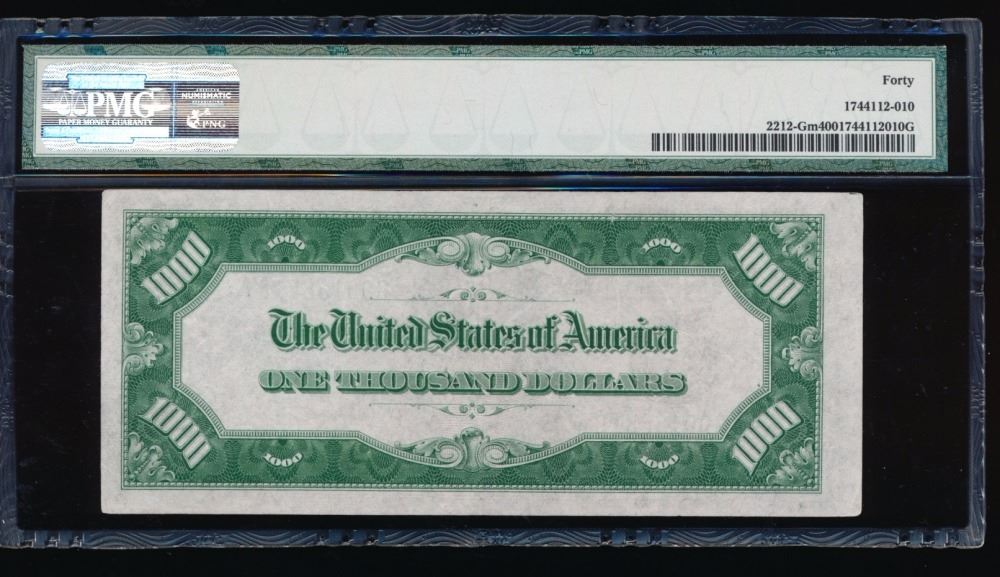 PMG
PAPER MONEY GUARANTY
NUMISMATIC
PNG
Forty
1744112-010
2212-Gm4001744112010G
1000 1000 1000 1000
The United States of America
ONE THOUSAND DOLLARS
1000 1000 1000 1000